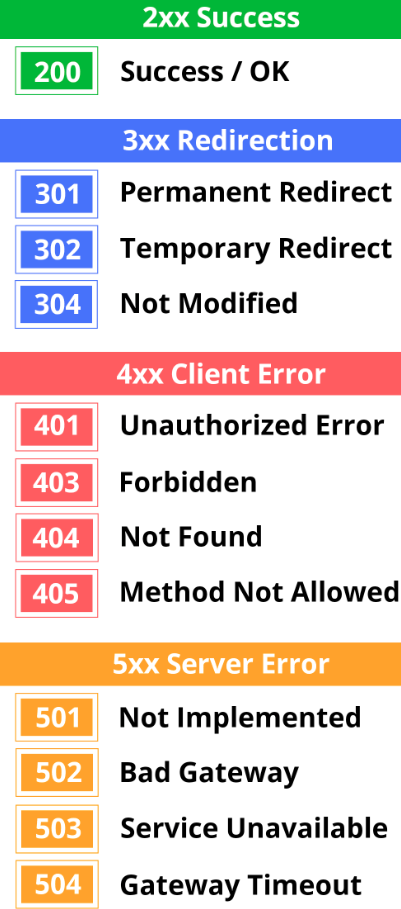 2xx Success
200 Success / OK
3xx Redirection
301 Permanent Redirect
302 Temporary Redirect
304 Not Modified
4xx Client Error
401 Unauthorized Error
403 Forbidden
404 Not Found
405 Method Not Allowed
5xx Server Error
501 Not Implemented
502 Bad Gateway
503 Service Unavailable
504 Gateway Timeout